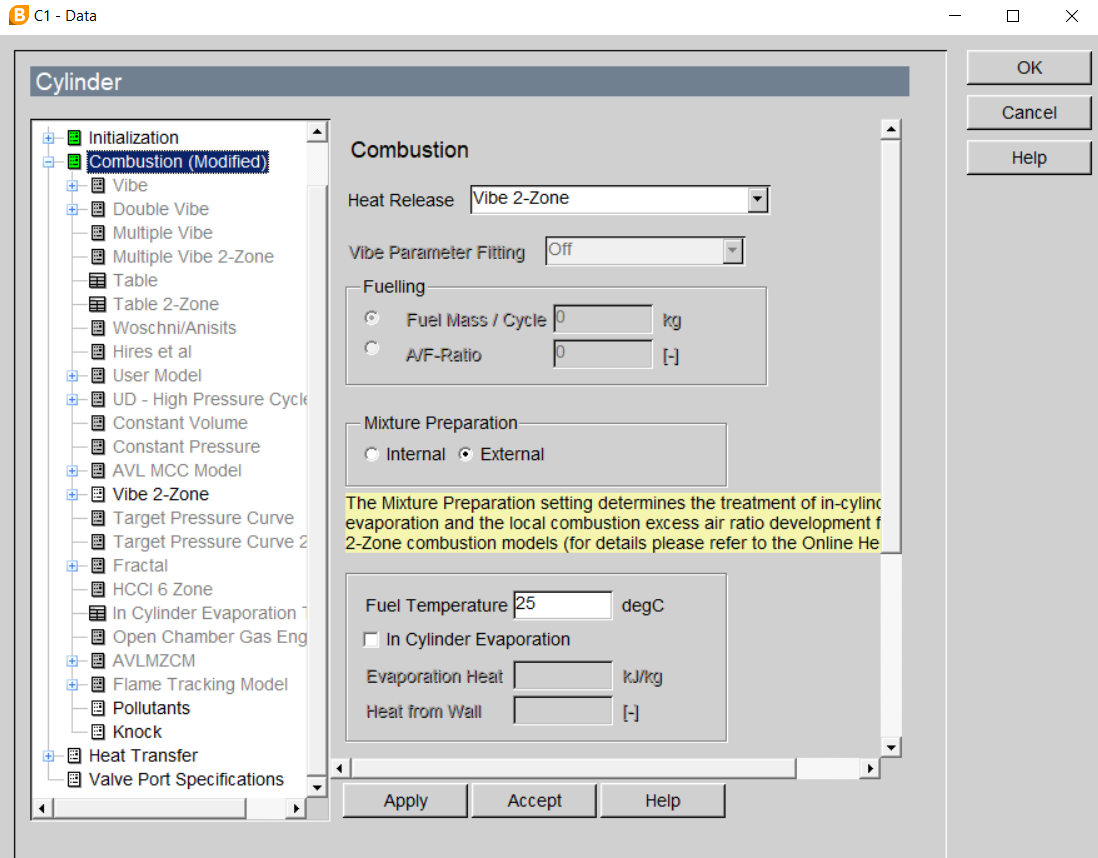 C1 - Data
Cylinder
OK
Cancel
Help
Initialization
Combustion (Modified)
Vibe
Double Vibe
Multiple Vibe
Multiple Vibe 2-Zone
Table
Table 2-Zone
Woschni/Anisits
Hires et al
User Model
UD - High Pressure Cycle
Constant Volume
Constant Pressure
AVL MCC Model
Vibe 2-Zone
Target Pressure Curve
Target Pressure Curve 2
Fractal
HCCI 6 Zone
In Cylinder Evaporation
Open Chamber Gas Eng
AVLMZCM
Flame Tracking Model
Pollutants
Knock
Heat Transfer
Valve Port Specifications
Combustion
Heat Release Vibe 2-Zone
Vibe Parameter Fitting Off
Fuelling
Fuel Mass / Cycle 0 kg
A/F-Ratio 0 [-]
Mixture Preparation
Internal External
The Mixture Preparation setting determines the treatment of in-cylind
evaporation and the local combustion excess air ratio development f
2-Zone combustion models (for details please refer to the Online He
Fuel Temperature 25 degC
In Cylinder Evaporation
Evaporation Heat kJ/kg
Heat from Wall [-]
Apply Accept Help